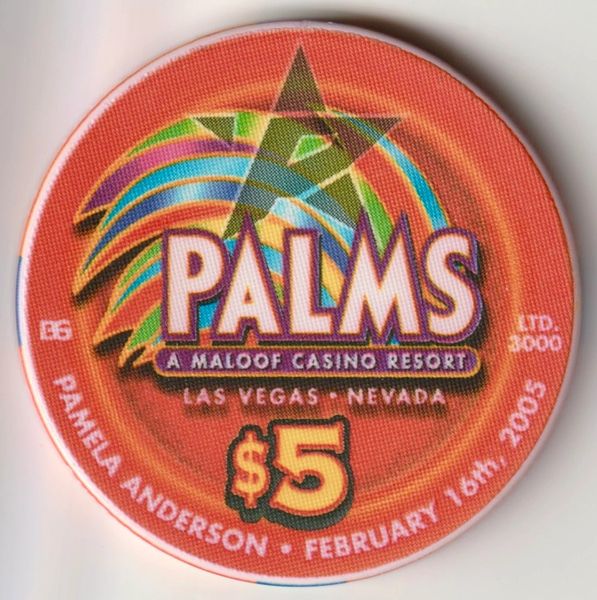 PALMS
A MALOOF CASINO RESORT
LAS VEGAS • NEVADA
BG
LTD.
3000
$5
PAMELA ANDERSON • FEBRUARY 16th, 2005